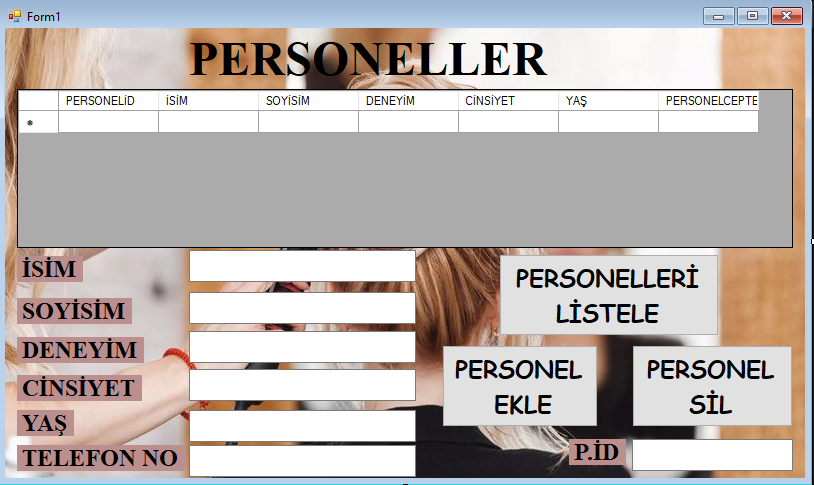 Form1
PERSONELLER
PERSONELİD İSİM SOYİSİM DENEYİM CİNSİYET YAŞ PERSONELCEPTE
İSİM
SOYİSİM
DENEYİM
CİNSİYET
YAŞ
TELEFON NO
PERSONELLERİ
LİSTELE
PERSONEL
EKLE
PERSONEL
SİL
P.İD